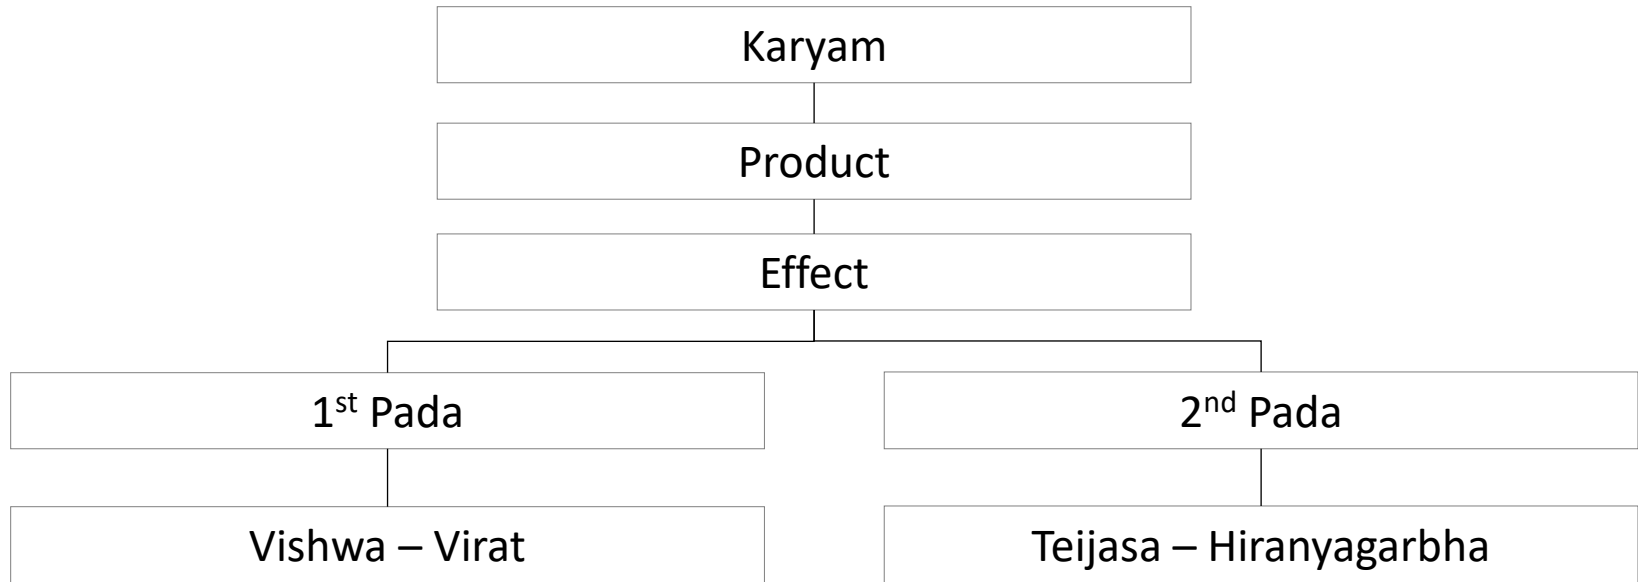 Karyam
Product
Effect
1st Pada
2nd Pada
Vishwa – Virat
Teijasa – Hiranyagarbha